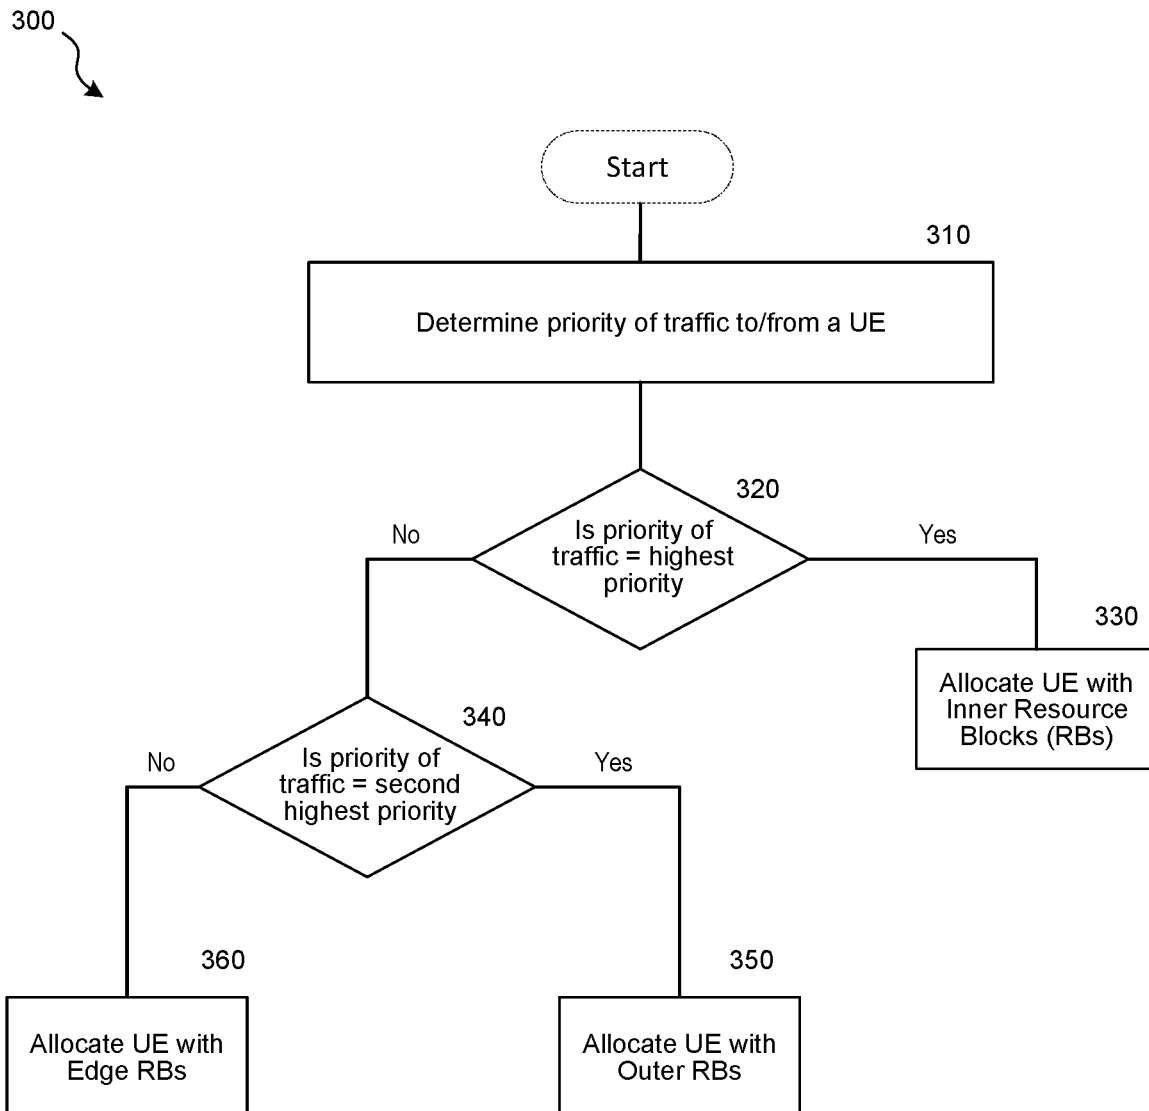 300
Start
310
Determine priority of traffic to/from a UE
320
Is priority of
traffic = highest
priority
No
Yes
330
Allocate UE with
Inner Resource
Blocks (RBs)
340
Is priority of
traffic = second
highest priority
No
Yes
360
350
Allocate UE with
Edge RBs
Allocate UE with
Outer RBs